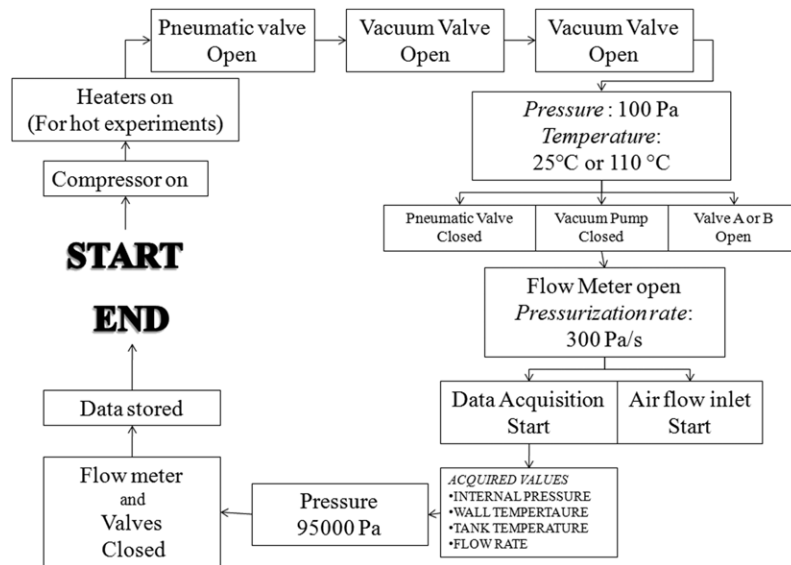 Pneumatic valve
Open
Vacuum Valve
Open
Vacuum Valve
Open
Heaters on
(For hot experiments)
Compressor on
START
Pressure : 100 Pa
Temperature:
25°C or 110 °C
Pneumatic Valve
Closed
Vacuum Pump
Closed
Valve A or B
Open
Flow Meter open
Pressurization rate:
300 Pa/s
Data Acquisition
Start
Air flow inlet
Start
ACQUIRED VALUES
•INTERNAL PRESSURE
•WALL TEMPERTAURE
•TANK TEMPERATURE
•FLOW RATE
Pressure
95000 Pa
Flow meter
and
Valves
Closed
Data stored
END